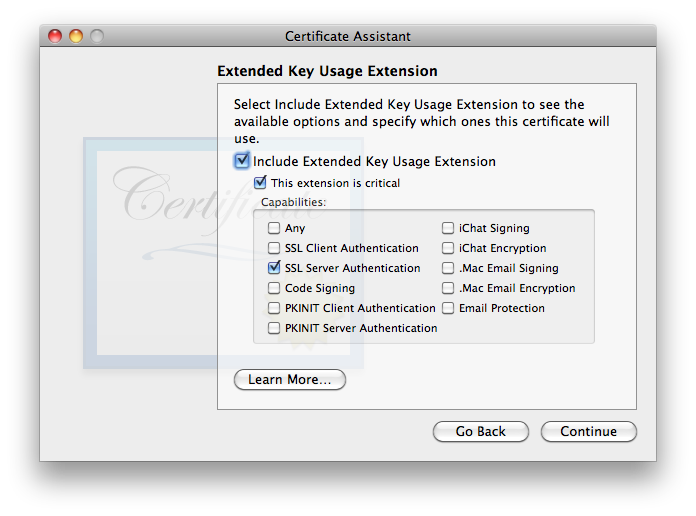 Certificate Assistant
Extended Key Usage Extension
Select Include Extended Key Usage Extension to see the
available options and specify which ones this certificate will
use.
Include Extended Key Usage Extension
This extension is critical
Certificate
Capabilities:
Any
iChat Signing
SSL Client Authentication
iChat Encryption
SSL Server Authentication
.Mac Email Signing
Code Signing
.Mac Email Encryption
PKINIT Client Authentication
Email Protection
PKINIT Server Authentication
Learn More...
Go Back
Continue